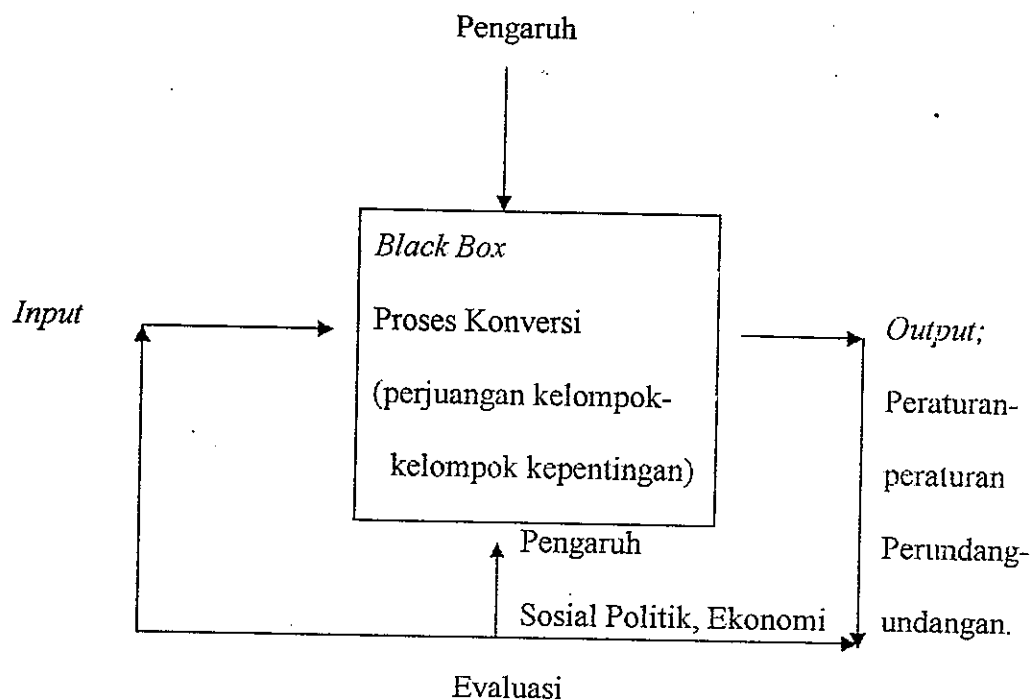 Pengaruh
Black Box
Input
Proses Konversi
(perjuangan kelompok-
kelompok kepentingan)
Output;
Peraturan-
peraturan
Perundang-
undangan.
Pengaruh
Sosial Politik, Ekonomi
Evaluasi